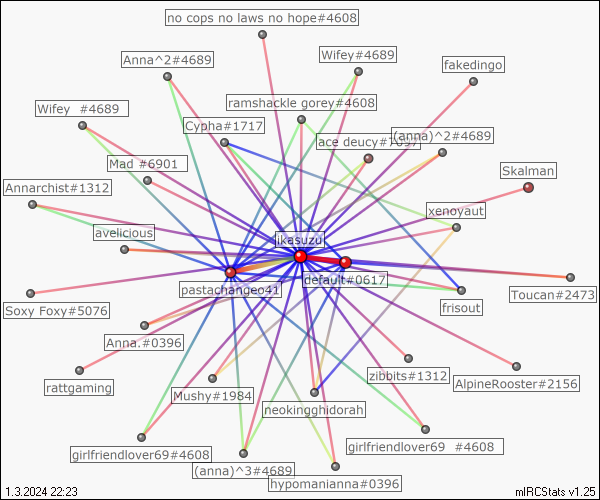 no cops no laws no hope#4608
Anna^2#4689
Wifey#4689
fakedingo
Wifey  #4689
ramshackle gorey#4608
Cypha#1717
ace deucy#7097
(anna)^2#4689
Mad #6901
Skalman
Annarchist#1312
xenoyaut
avelicious
ikasuzu
pastachangeo41
default#0617
Toucan#2473
Soxy Foxy#5076
frisout
Anna.#0396
rattgaming
zibbits#1312
AlpineRooster#2156
Mushy#1984
neokingghidorah
girlfriendlover69#4608
girlfriendlover69  #4608
(anna)^3#4689
hypomanianna#0396
1.3.2024 22:23
mIRCStats v1.25